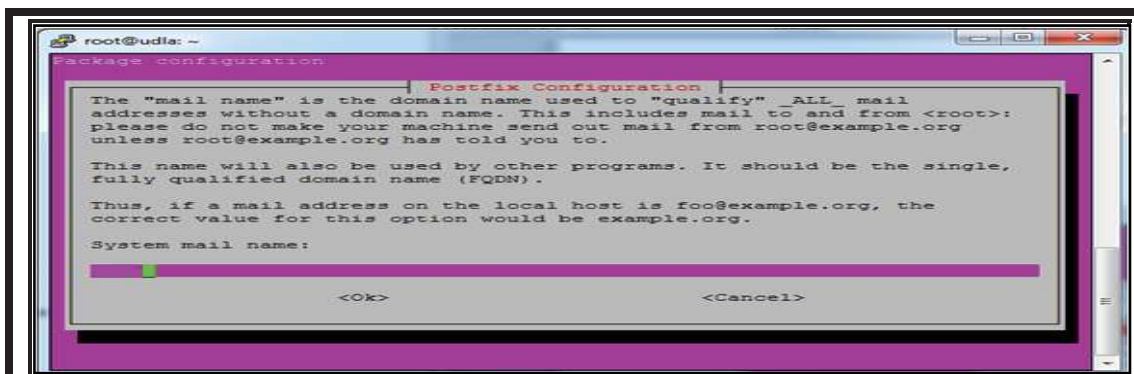 root@udla: ~
Package configuration
Postfix Configuration
The "mail name" is the domain name used to "qualify" _ALL_ mail
addresses without a domain name. This includes mail to and from <root>:
please do not make your machine send out mail from root@example.org
unless root@example.org has told you to.
This name will also be used by other programs. It should be the single,
fully qualified domain name (FQDN).
Thus, if a mail address on the local host is foo@example.org, the
correct value for this option would be example.org.
System mail name:
<Ok> <Cancel>